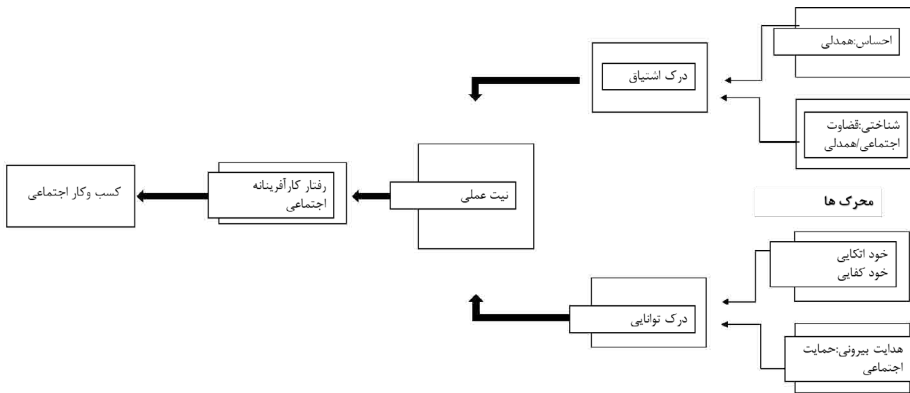 احساس:همدلی
شناختی:قضاوت
اجتماعی/همدلی
محرک ها
خود اتکایی
خود کفایی
هدایت بیرونی:حمایت
اجتماعی
درک اشتیاق
درک توانایی
نیت عملی
رفتار کارآفرینانه
اجتماعی
کسب وکار اجتماعی